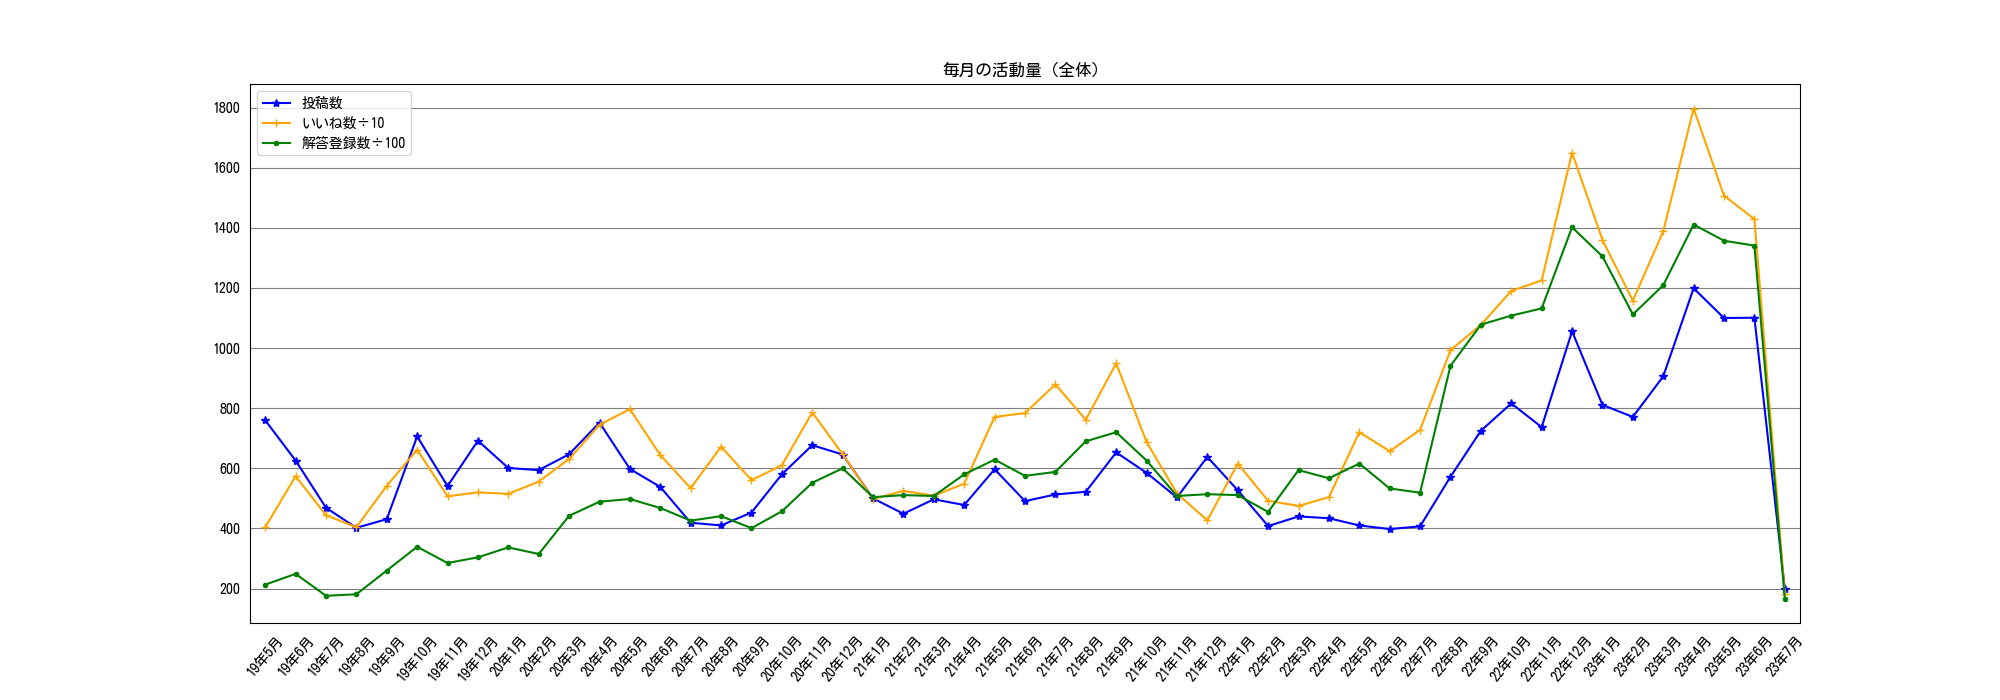 毎月の活動量（全体）
投稿数
いいね数÷10
解答登録数÷100
1800
1600
1400
1200
1000
800
600
400
200
19年5月
19年6月
19年7月
19年8月
19年9月
19年10月
19年11月
19年12月
20年1月
20年2月
20年3月
20年4月
20年5月
20年6月
20年7月
20年8月
20年9月
20年10月
20年11月
20年12月
21年1月
21年2月
21年3月
21年4月
21年5月
21年6月
21年7月
21年8月
21年9月
21年10月
21年11月
21年12月
22年1月
22年2月
22年3月
22年4月
22年5月
22年6月
22年7月
22年8月
22年9月
22年10月
22年11月
22年12月
23年1月
23年2月
23年3月
23年4月
23年5月
23年6月
23年7月